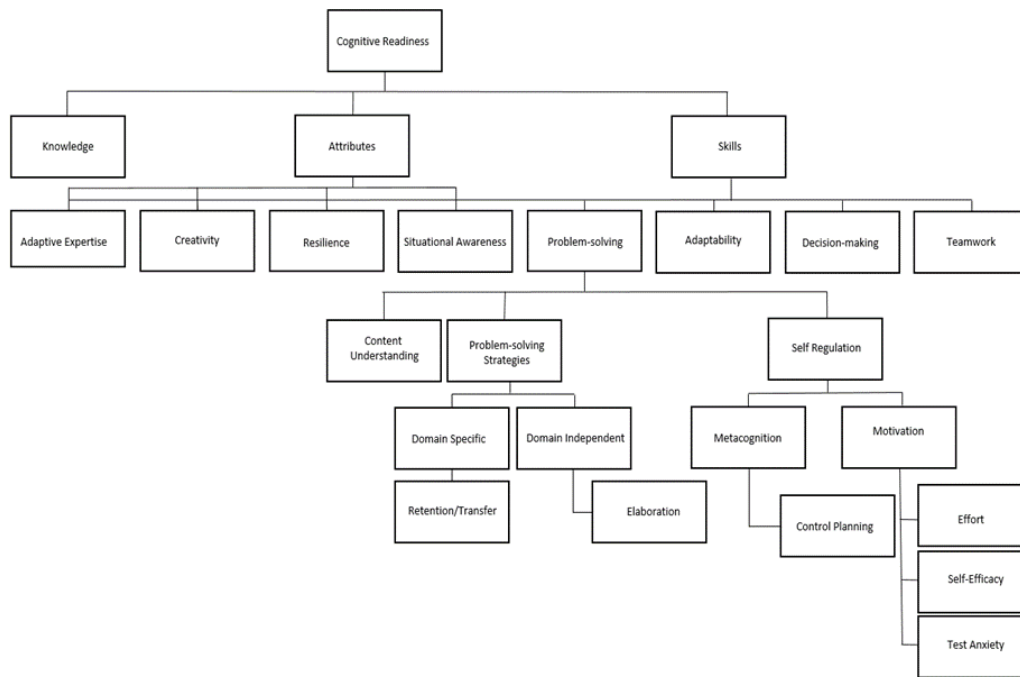 Cognitive Readiness
Knowledge
Attributes
Skills
Adaptive Expertise
Creativity
Resilience
Situational Awareness
Problem-solving
Adaptability
Decision-making
Teamwork
Content
Understanding
Problem-solving
Strategies
Self Regulation
Domain Specific
Domain Independent
Metacognition
Motivation
Retention/Transfer
Elaboration
Control Planning
Effort
Self-Efficacy
Test Anxiety